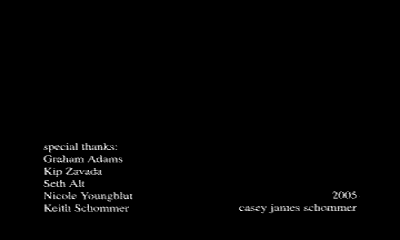 special thanks:
Graham Adams
Kip Zavada
Seth Alt
Nicole Youngblut
Keith Schommer
2005
casey james schommer